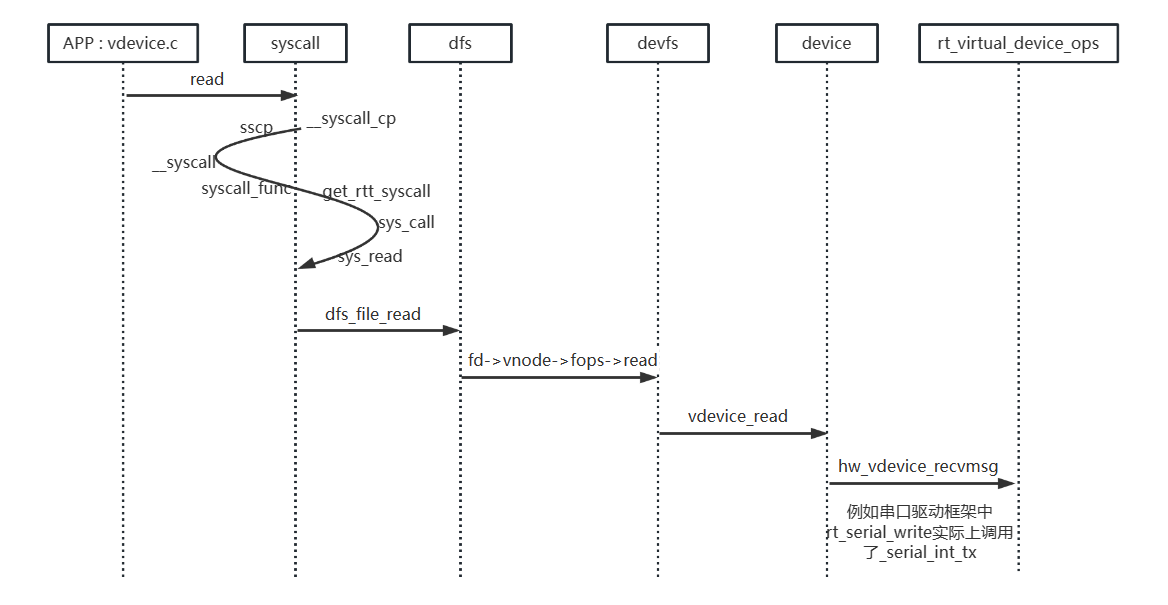 APP : vdevice.c
syscall
dfs
devfs
device
rt_virtual_device_ops
read
__syscall_cp
sscp
__syscall
syscall_func
get_rtt_syscall
sys_call
sys_read
dfs_file_read
fd->vnode->fops->read
vdevice_read
hw_vdevice_recvmsg
例如串口驱动框架中
rt_serial_write实际上调用
了_serial_int_tx